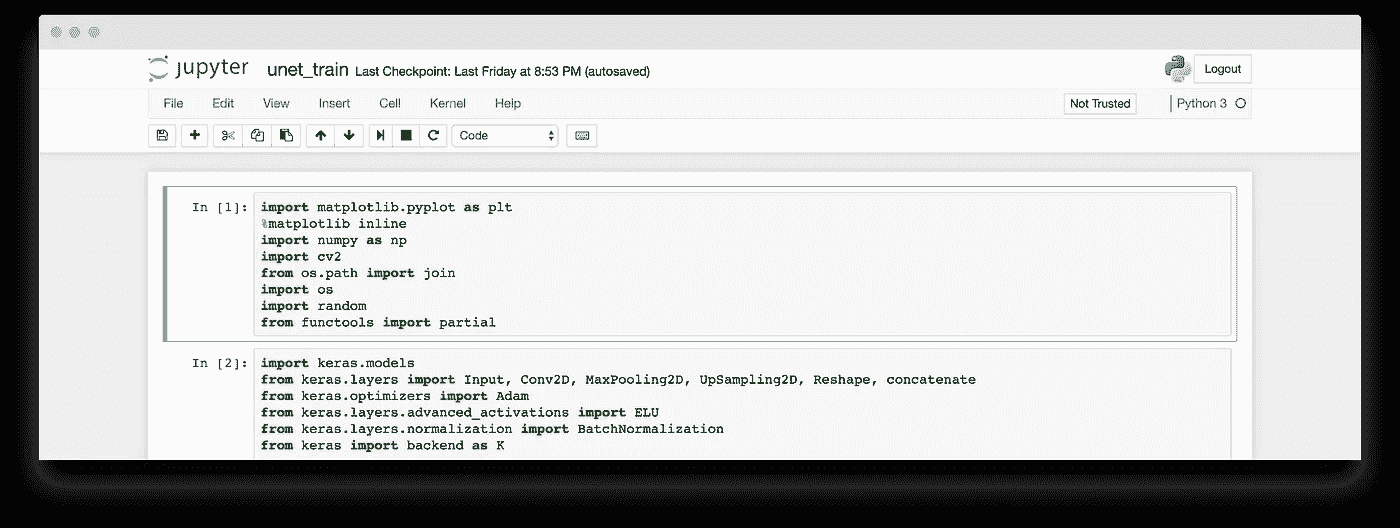 jupyter unet_train Last Checkpoint: Last Friday at 8:53 PM (autosaved) Logout
File Edit View Insert Cell Kernel Help Not Trusted Python 3
Code
In [1]: import matplotlib.pyplot as plt
%matplotlib inline
import numpy as np
import cv2
from os.path import join
import os
import random
from functools import partial
In [2]: import keras.models
from keras.layers import Input, Conv2D, MaxPooling2D, UpSampling2D, Reshape, concatenate
from keras.optimizers import Adam
from keras.layers.advanced_activations import ELU
from keras.layers.normalization import BatchNormalization
from keras import backend as K